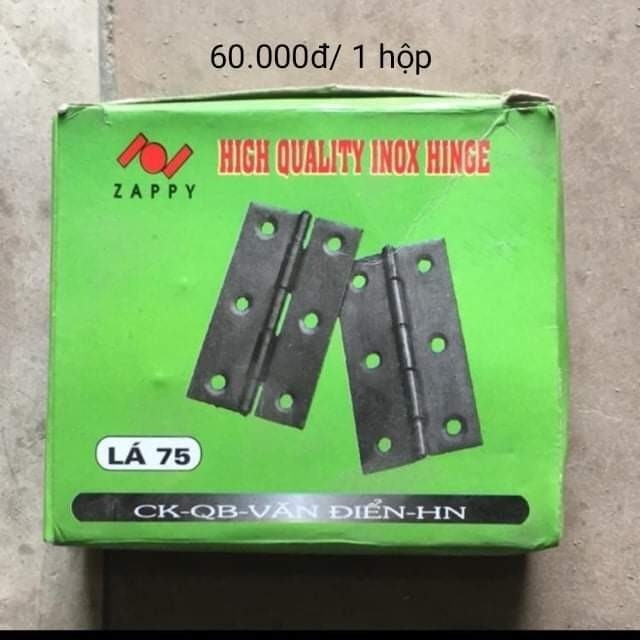 60.000đ/ 1 hộp
HIGH QUALITY INOX HINGE
ZAPPY
LÁ 75
CK-QB-VĂN ĐIỂN-HN